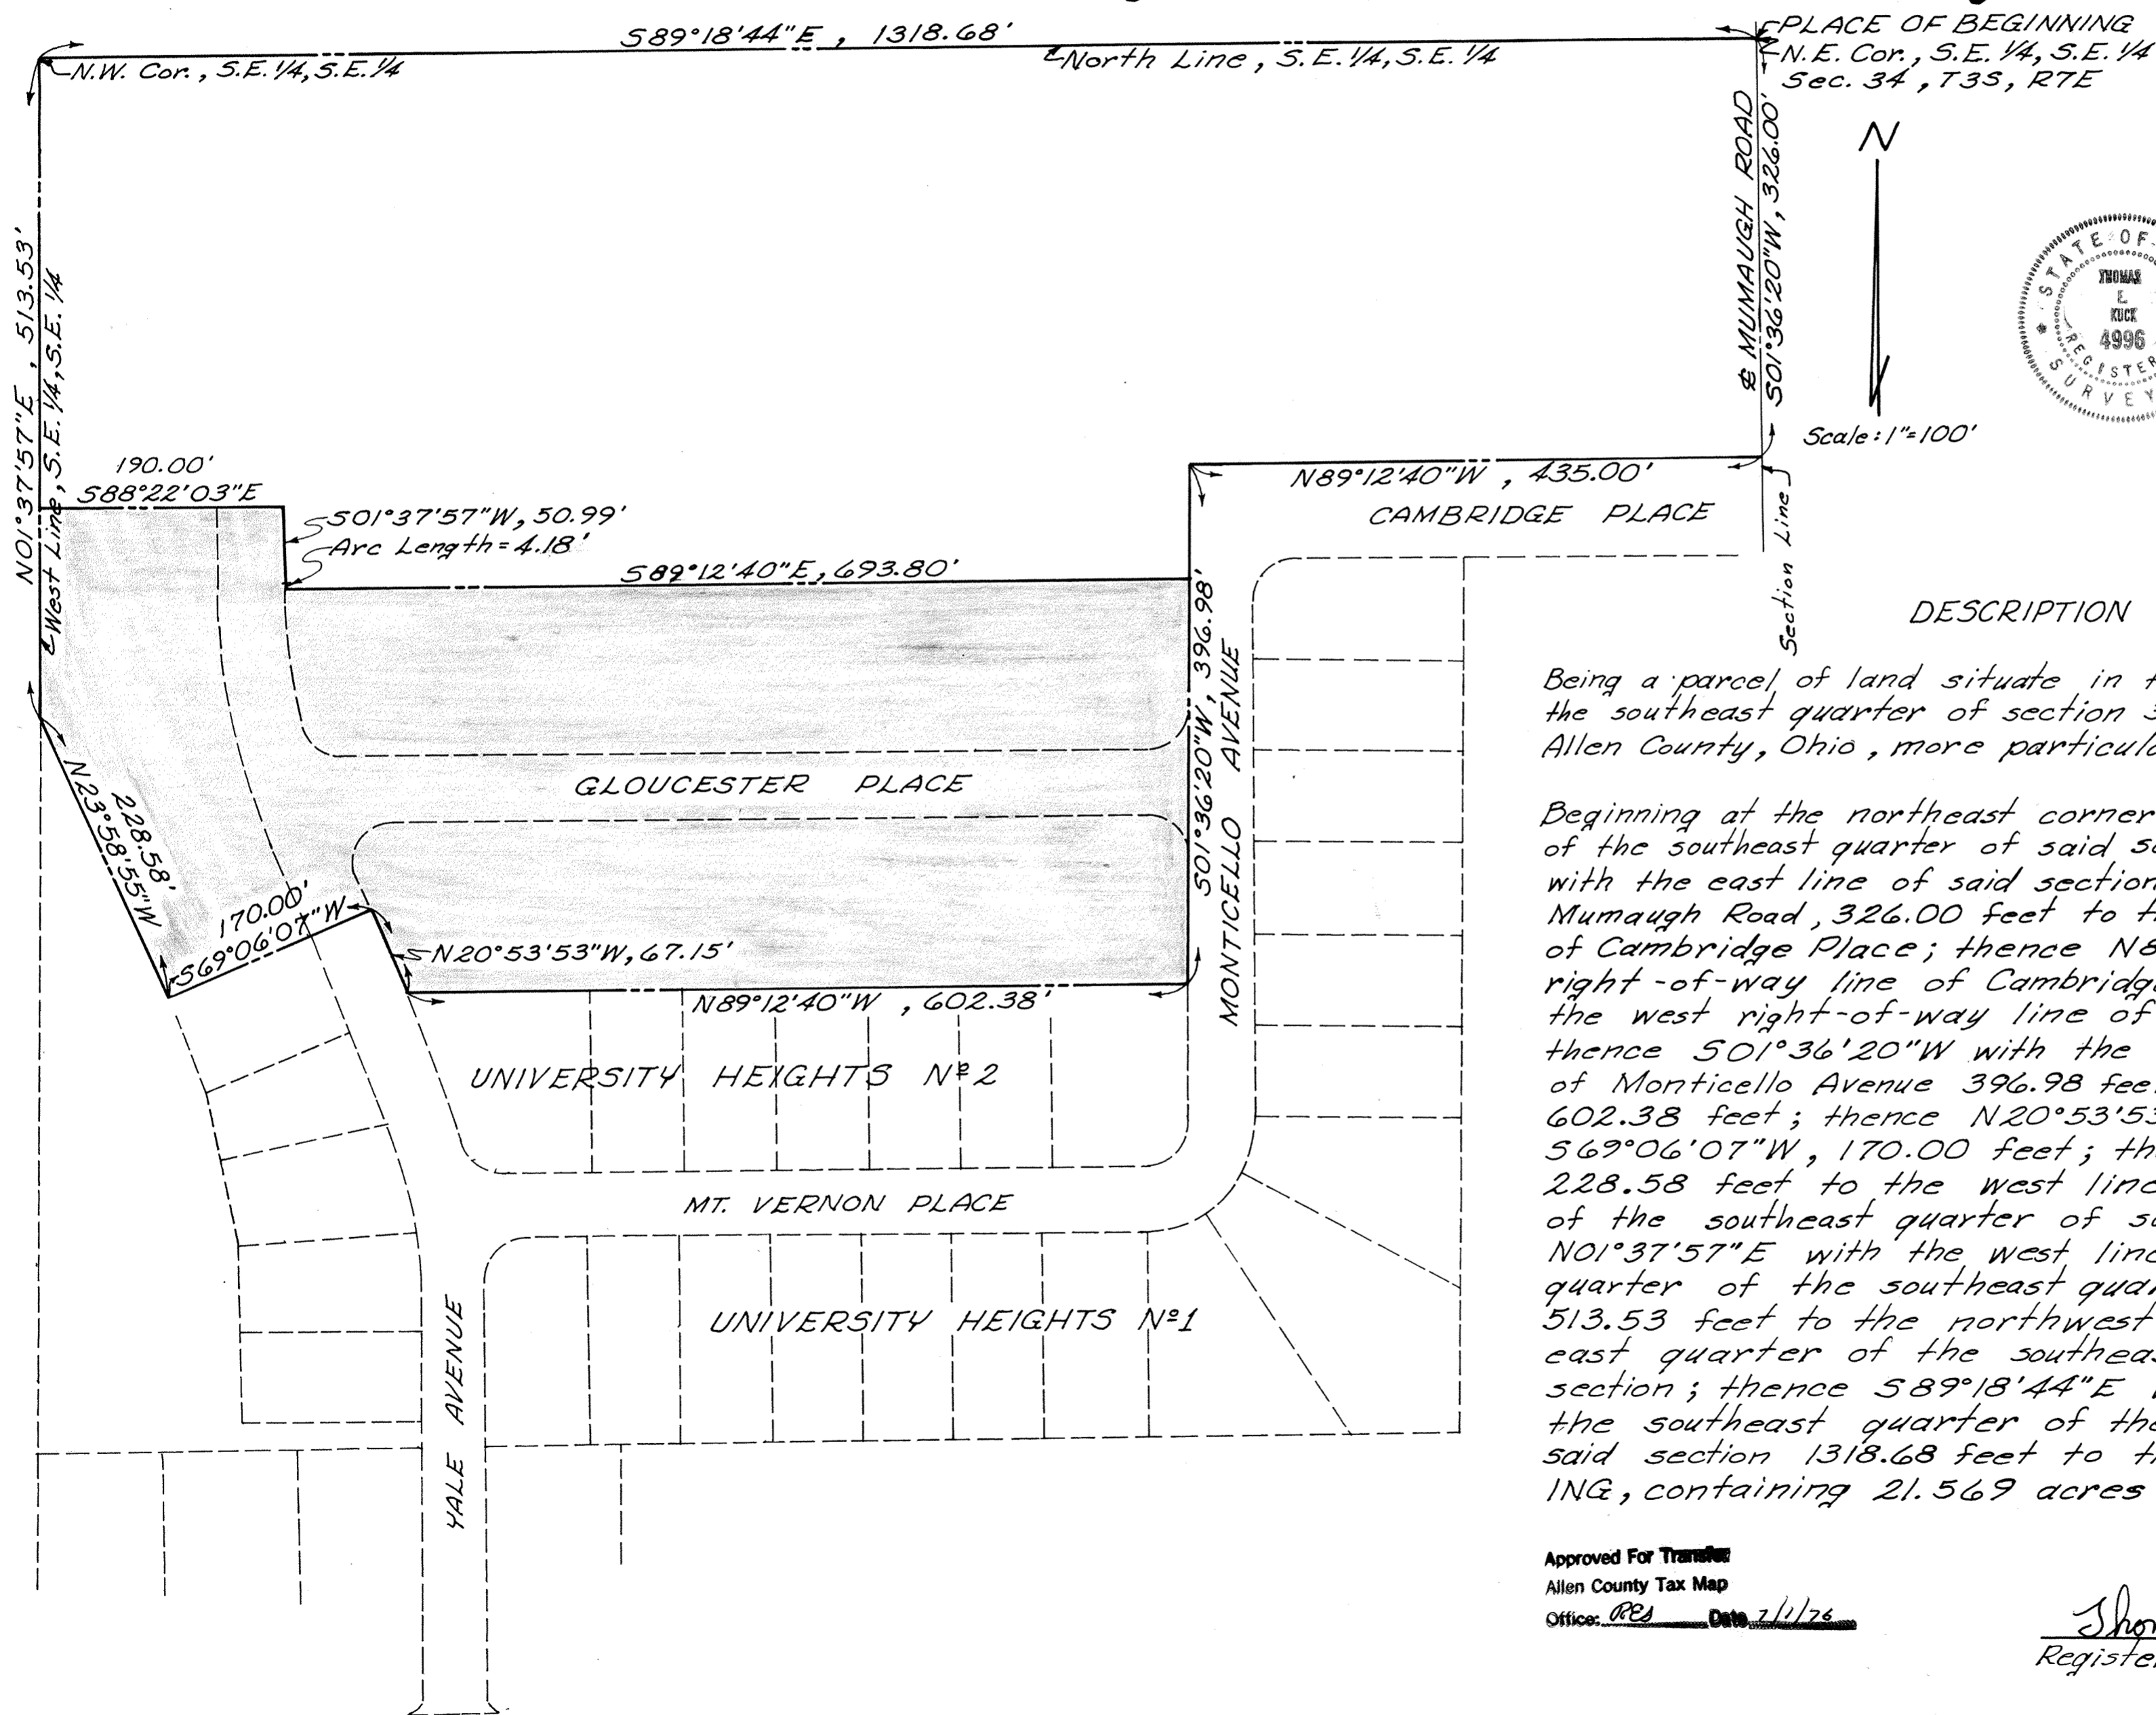 S89°18'44"E , 1318.68'
PLACE OF BEGINNING
N.E. Cor., S.E. 1/4, S.E. 1/4
Sec. 34 , T3S, R7E
N.W. Cor., S.E. 1/4, S.E. 1/4
North Line, S.E. 1/4, S.E. 1/4
N
℄ MUMAUGH ROAD
S01°36'20"W, 326.00'
STATE OF
THOMAS
E.
KUCK
4996
REGISTER
SURVEY
N01°37'57"E , 513.53'
West Line, S.E. 1/4, S.E. 1/4
Scale: 1"=100'
190.00'
S88°22'03"E
S01°37'57"W, 50.99'
Arc Length = 4.18'
N89°12'40"W , 435.00'
CAMBRIDGE PLACE
S89°12'40"E, 693.80'
Section Line
S01°36'20"W, 396.98'
MONTICELLO AVENUE
GLOUCESTER PLACE
228.58'
N23°58'55"W
170.00'
S69°06'07"W
N20°53'53"W, 67.15'
N89°12'40"W , 602.38'
UNIVERSITY HEIGHTS Nº 2
MT. VERNON PLACE
UNIVERSITY HEIGHTS Nº 1
YALE AVENUE
DESCRIPTION
Being a parcel of land situate in
the southeast quarter of section
Allen County, Ohio, more
Beginning at the northeast corner
of the southeast quarter of said
with the east line of said section
Mumaugh Road, 326.00 feet to
of Cambridge Place; thence
right-of-way line of
the west right-of-way line of
thence S01°36'20"W with the
of Monticello Avenue 396.98
602.38 feet; thence N20°53'53
S69°06'07"W, 170.00 feet;
228.58 feet to the west line
of the southeast quarter of
N01°37'57"E with the west line
quarter of the southeast
513.53 feet to the northwest
east quarter of the
section; thence S89°18'44"E
the southeast quarter of
said section 1318.68 feet to
ING, containing 21.569 acres
Approved For Transfer
Allen County Tax Map
Office: RES Date 7/1/76